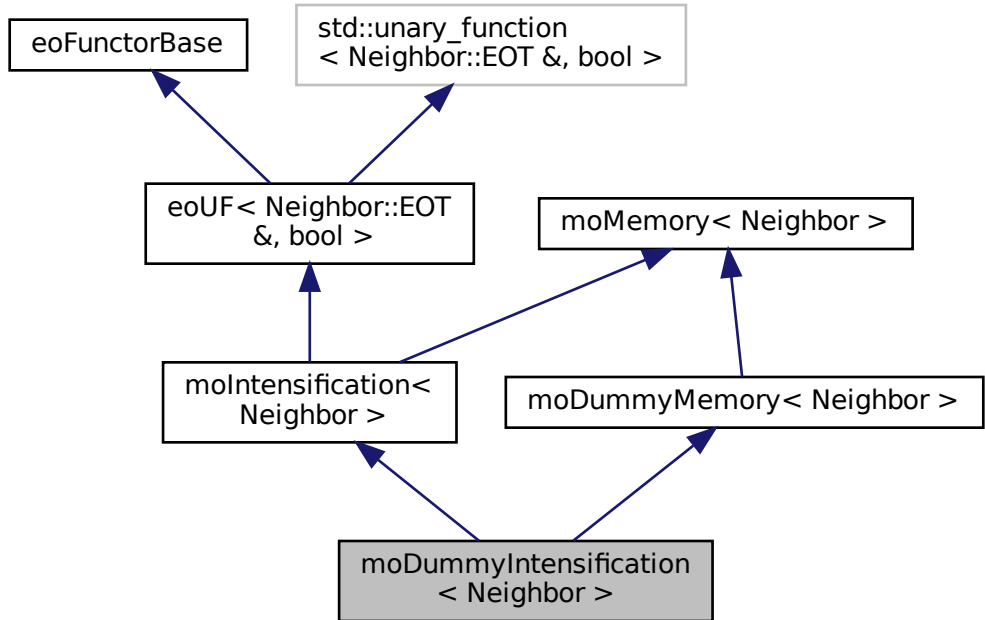 eoFunctorBase
std::unary_function
< Neighbor::EOT &, bool >
eoUF< Neighbor::EOT
&, bool >
moMemory< Neighbor >
moIntensification<
Neighbor >
moDummyMemory< Neighbor >
moDummyIntensification
< Neighbor >